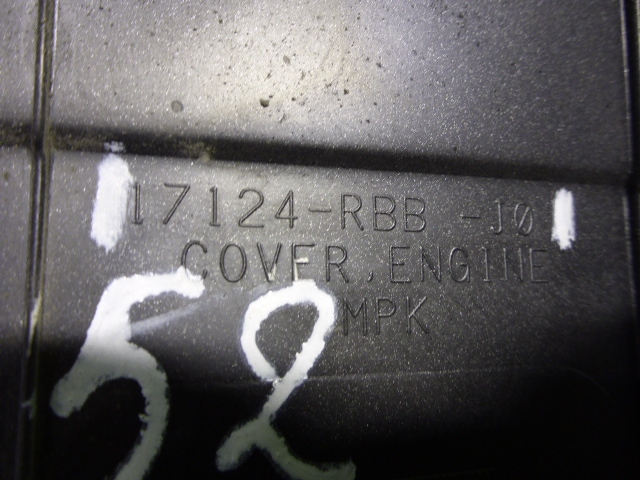 17124-RBB -J0
COVER, ENGINE
MPK
52